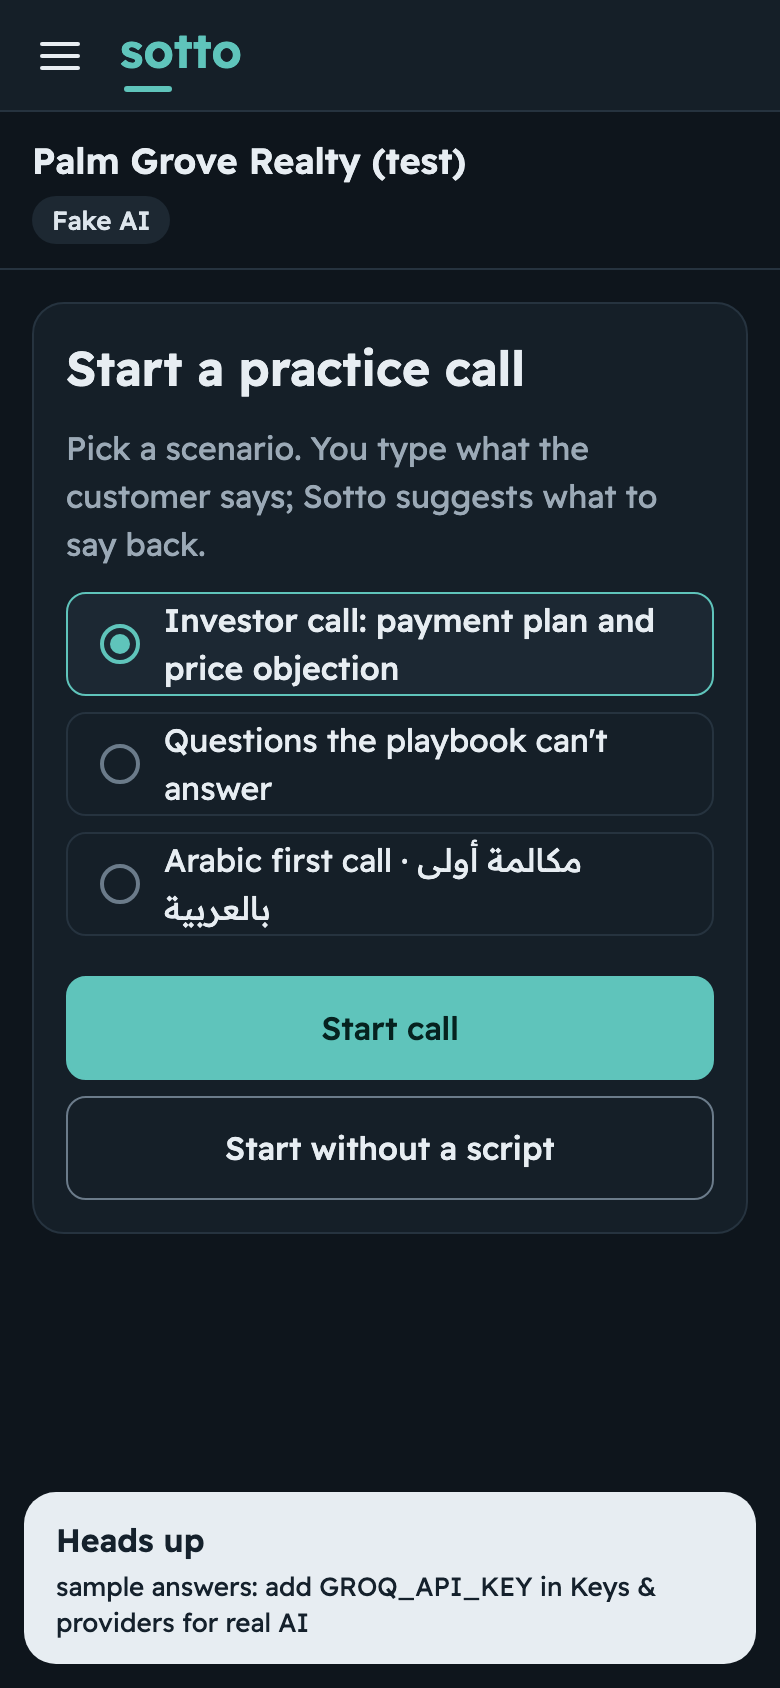 sotto
Palm Grove Realty (test)
Fake AI
Start a practice call
Pick a scenario. You type what the
customer says; Sotto suggests what to
say back.
Investor call: payment plan and
price objection
Questions the playbook can't
answer
Arabic first call · مكالمة أولى
بالعربية
Start call
Start without a script
Heads up
sample answers: add GROQ_API_KEY in Keys &
providers for real AI